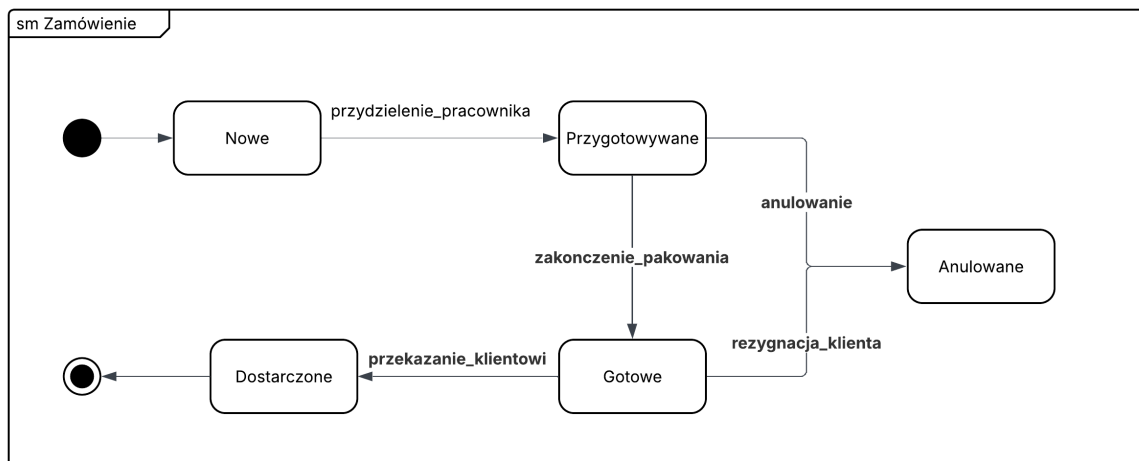 sm Zamówienie
przydzielenie_pracownika
Nowe
Przygotowywane
anulowanie
zakonczenie_pakowania
Anulowane
rezygnacja_klienta
przekazanie_klientowi
Dostarczone
Gotowe